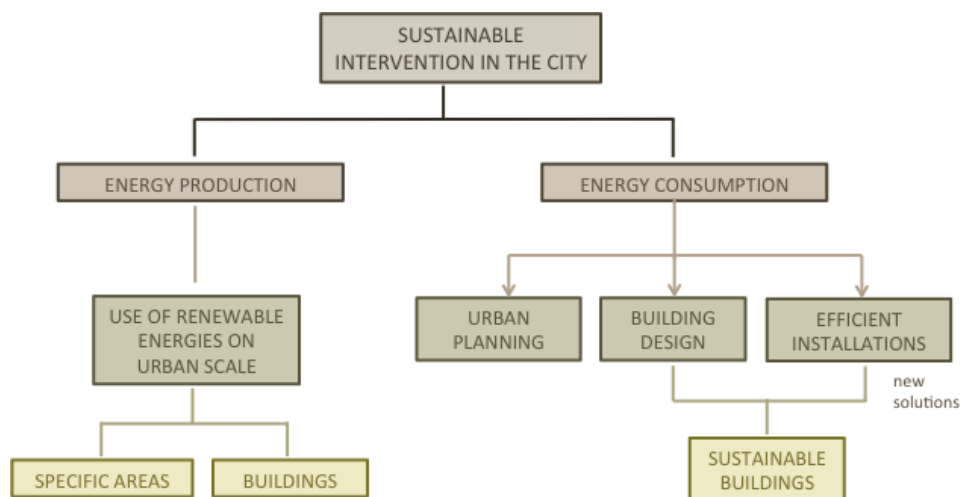 SUSTAINABLE
INTERVENTION IN THE CITY
ENERGY PRODUCTION
ENERGY CONSUMPTION
USE OF RENEWABLE
ENERGIES ON
URBAN SCALE
URBAN
PLANNING
BUILDING
DESIGN
EFFICIENT
INSTALLATIONS
new
solutions
SPECIFIC AREAS
BUILDINGS
SUSTAINABLE
BUILDINGS